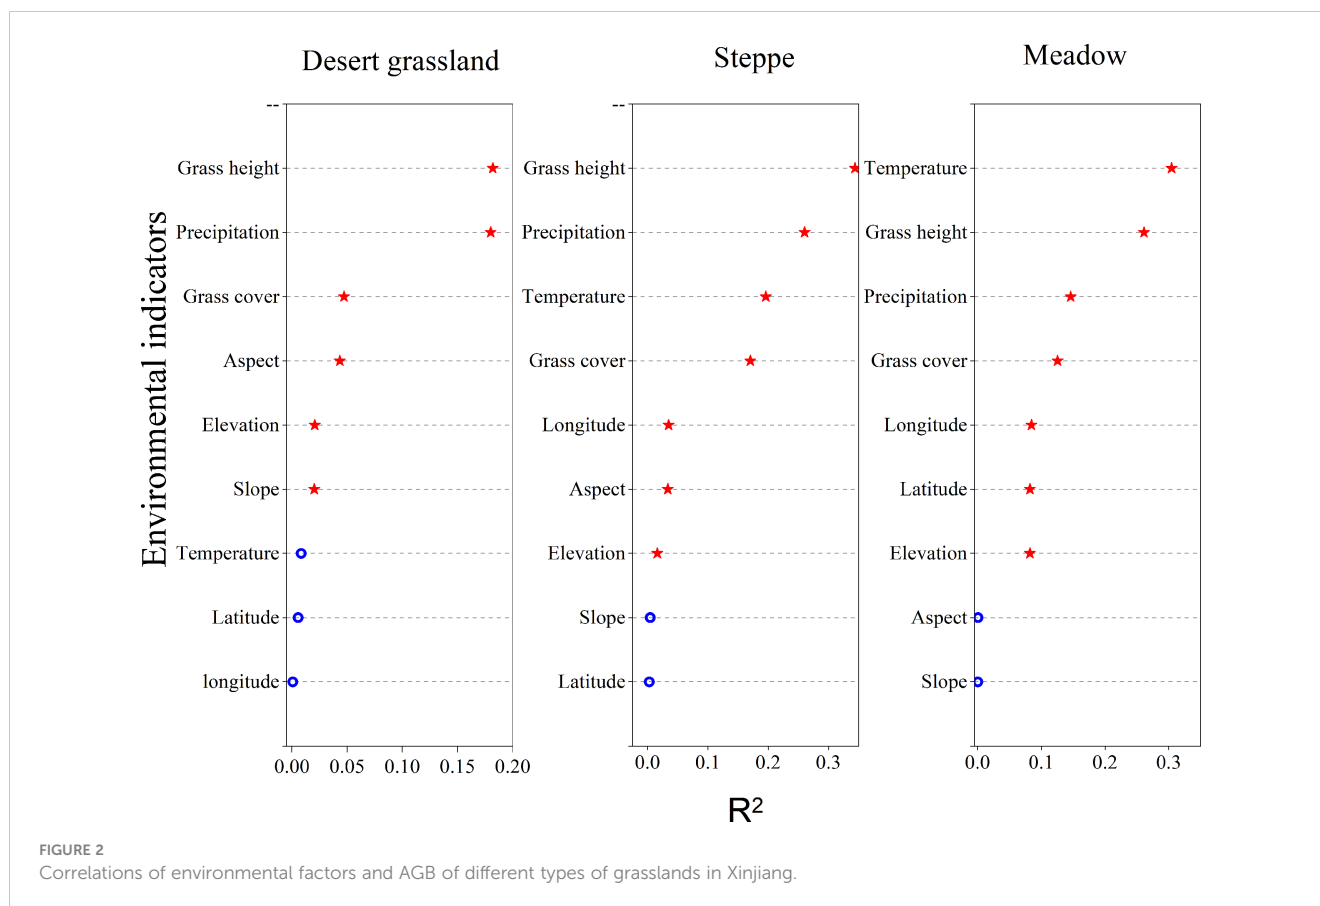 Desert grassland
Steppe
Meadow
Environmental indicators
--
Grass height
Precipitation
Grass cover
Aspect
Elevation
Slope
Temperature
Latitude
longitude
0.00 0.05 0.10 0.15 0.20
--
Grass height
Precipitation
Temperature
Grass cover
Longitude
Aspect
Elevation
Slope
Latitude
0.0 0.1 0.2 0.3
Temperature
Grass height
Precipitation
Grass cover
Longitude
Latitude
Elevation
Aspect
Slope
0.0 0.1 0.2 0.3
R²
FIGURE 2
Correlations of environmental factors and AGB of different types of grasslands in Xinjiang.